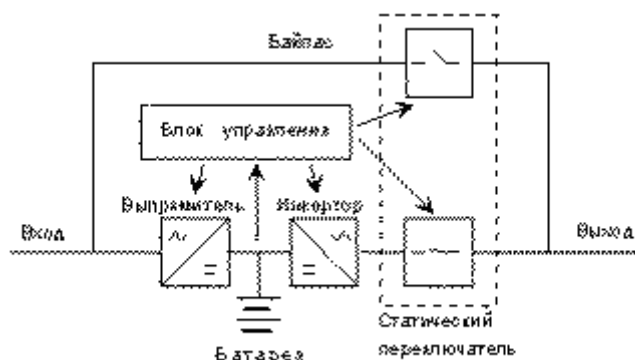 Байпас
Блок управления
Выпрямитель
Инвертор
Вход
Выход
Батарея
Статический
переключатель